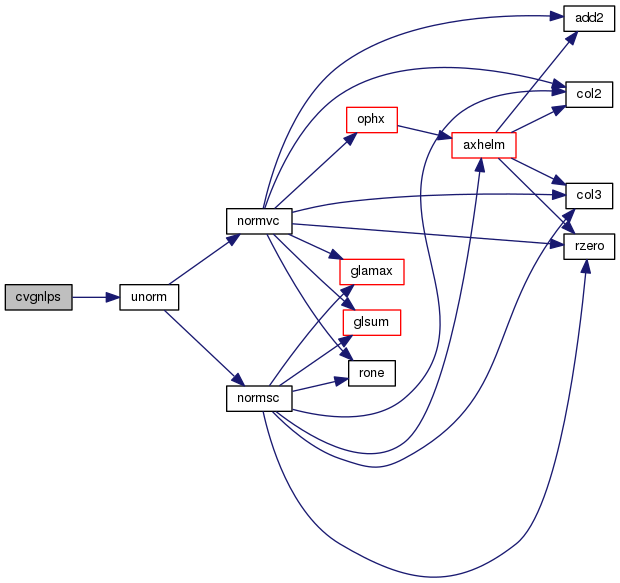 add2
col2
ophx
axhelm
col3
normvc
rzero
glamax
cvgnlps
unorm
glsum
rone
normsc